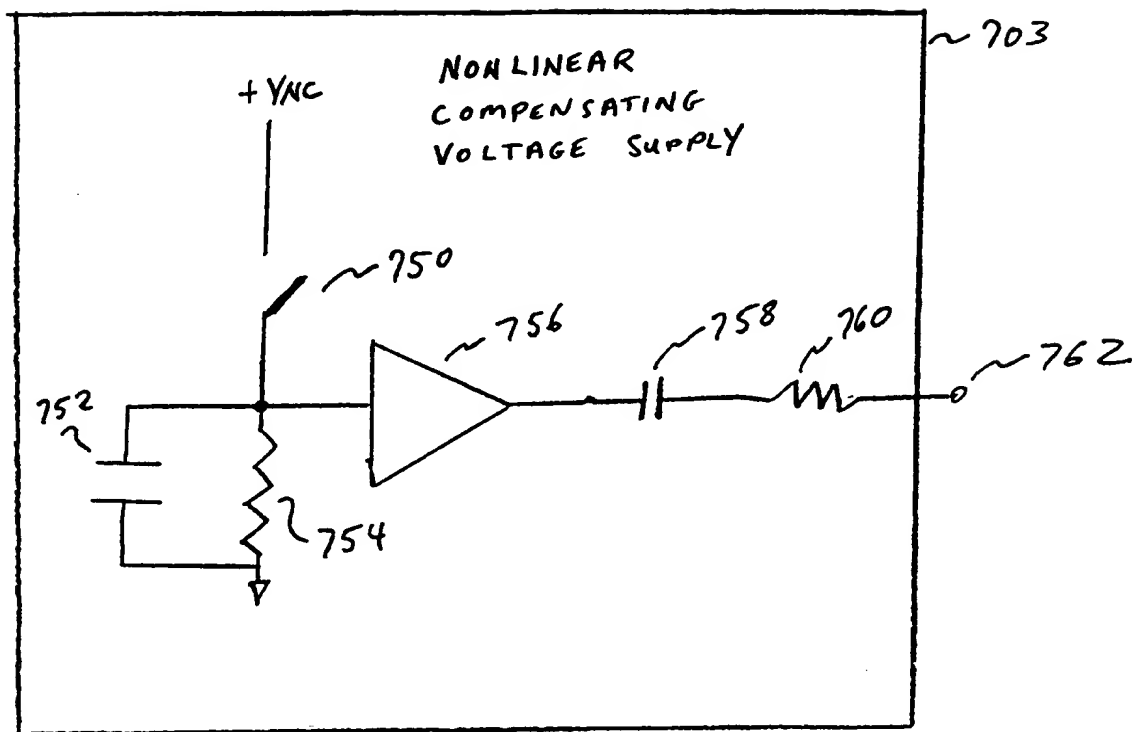 703
NONLINEAR
COMPENSATING
VOLTAGE SUPPLY
+VNC
750
756
758
760
762
752
754